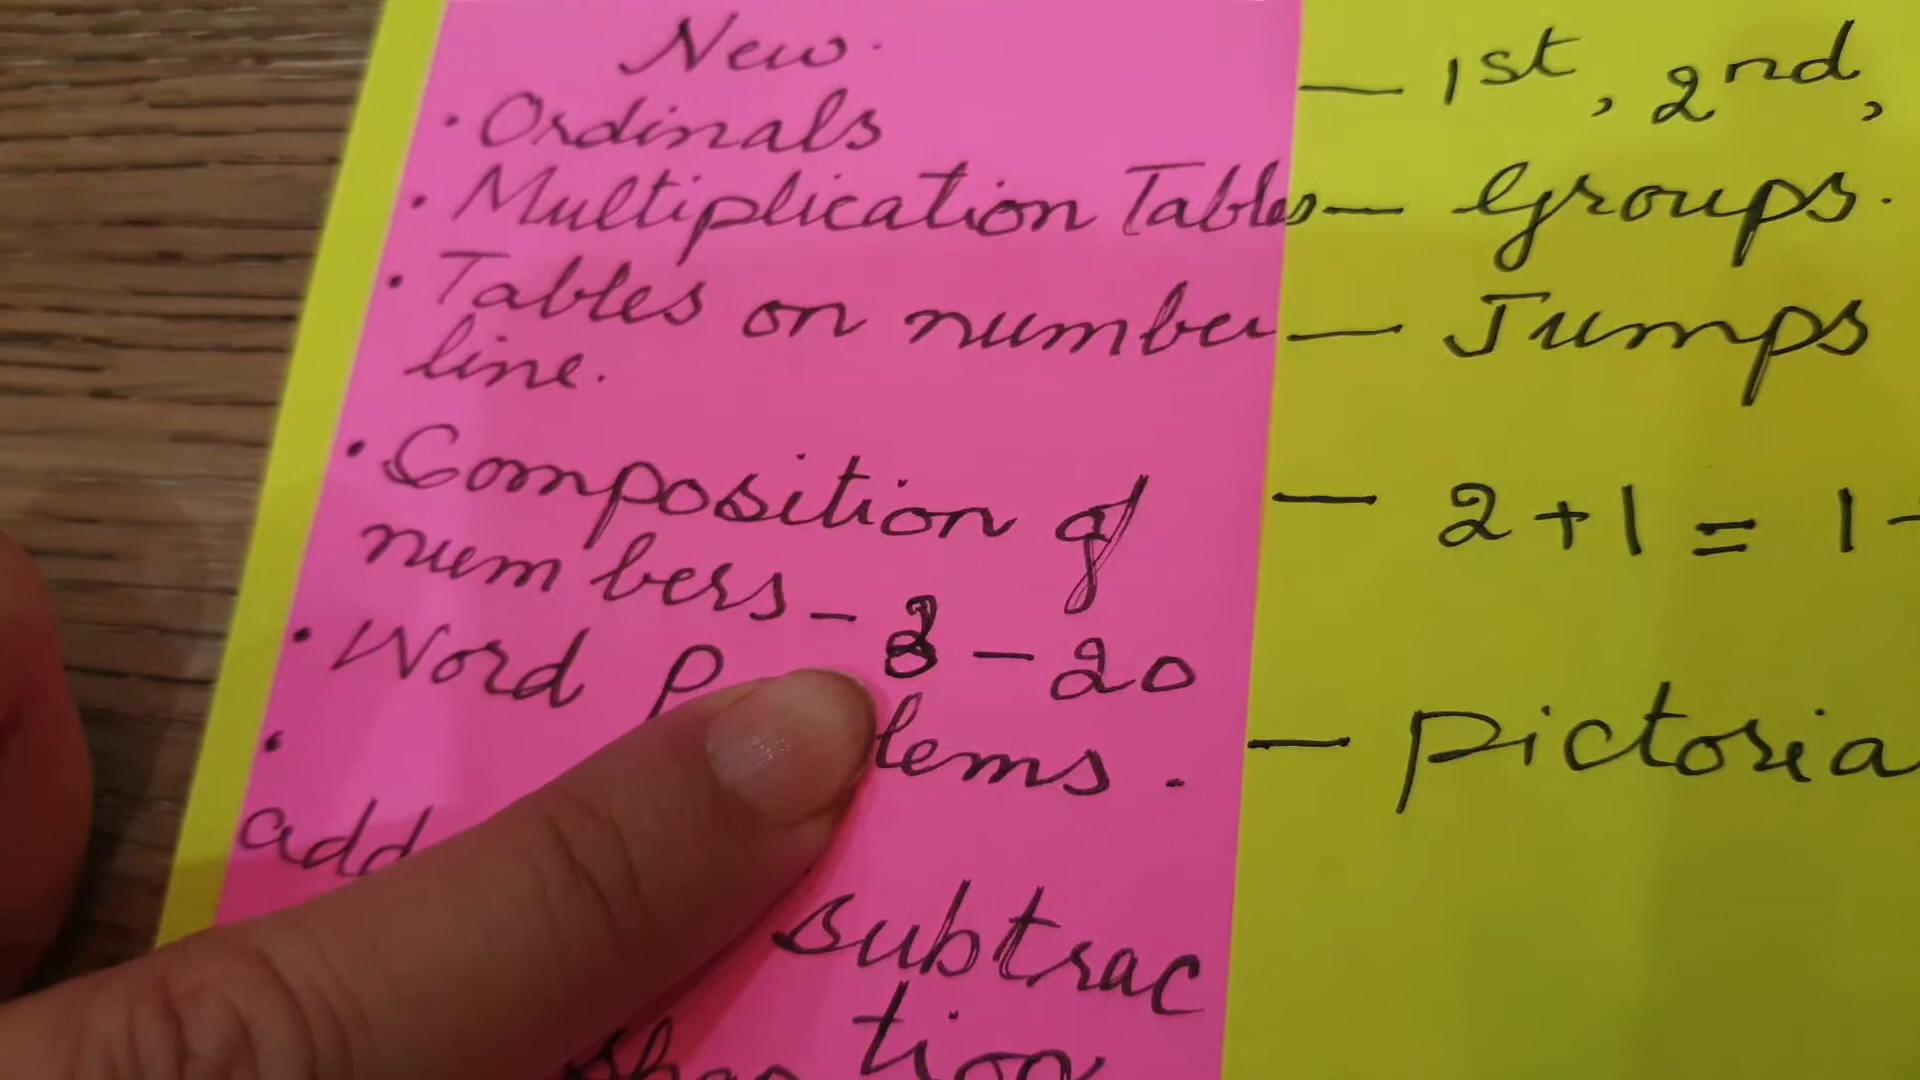 New.
• Ordinals — 1st, 2nd,
• Multiplication Tables — Groups.
• Tables on number — Jumps
line.
• Composition of — 2 + 1 = 1
numbers - 3 - 20
• Word
lems. — pictoria
•
add
subtrac
tion